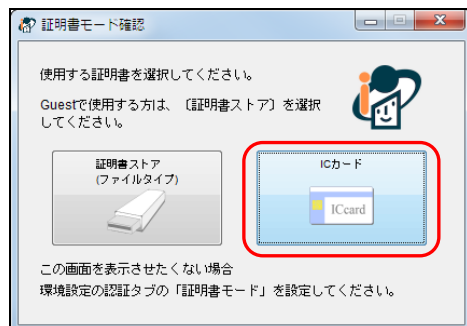 証明書モード確認
使用する証明書を選択してください。
Guestで使用する方は、〔証明書ストア〕を選択
してください。
証明書ストア
(ファイルタイプ)
ICカード
ICcard
この画面を表示させたくない場合
環境設定の認証タブの「証明書モード」を設定してください。